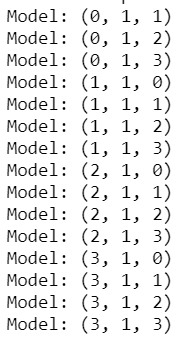 Model: (0, 1, 1)
Model: (0, 1, 2)
Model: (0, 1, 3)
Model: (1, 1, 0)
Model: (1, 1, 1)
Model: (1, 1, 2)
Model: (1, 1, 3)
Model: (2, 1, 0)
Model: (2, 1, 1)
Model: (2, 1, 2)
Model: (2, 1, 3)
Model: (3, 1, 0)
Model: (3, 1, 1)
Model: (3, 1, 2)
Model: (3, 1, 3)